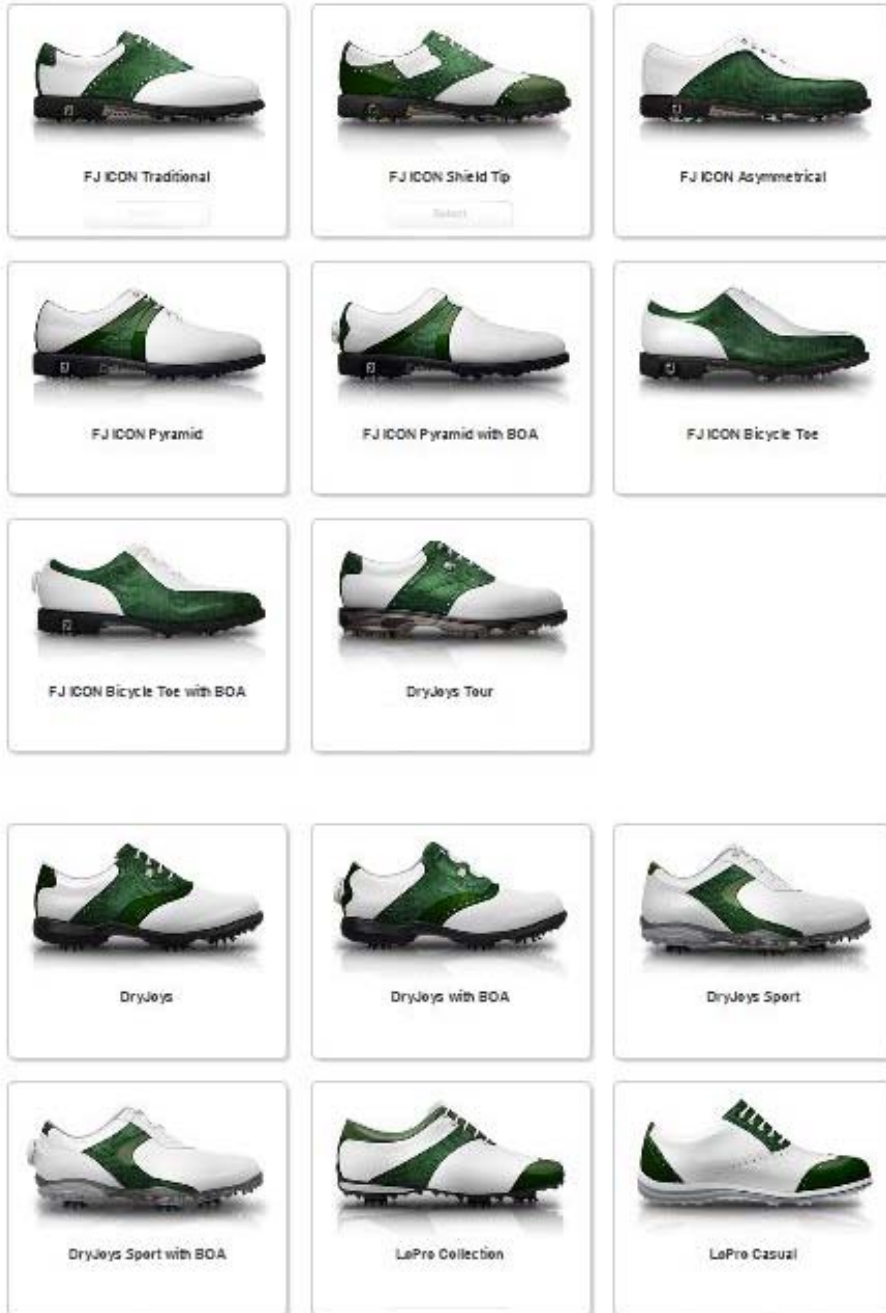 FJ ICON Traditional
FJ ICON Shield Tip
FJ ICON Asymmetrical
Select
FJ ICON Pyramid
FJ ICON Pyramid with BOA
FJ ICON Bicycle Toe
FJ ICON Bicycle Toe with BOA
DryJoys Tour
DryJoys
DryJoys with BOA
DryJoys Sport
DryJoys Sport with BOA
LoPro Collection
LoPro Casual